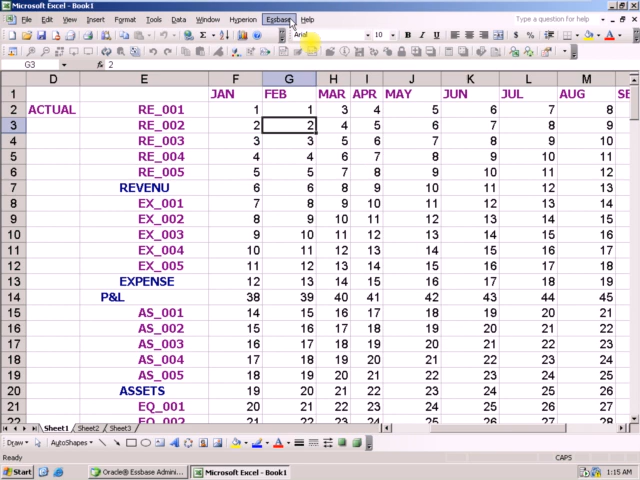 Microsoft Excel - Book1
File Edit View Insert Format Tools Data Window Hyperion Essbase Help Type a question for help
Arial 10 B I U
G3 fx 2
D E F G H I J K L M
1 JAN FEB MAR APR MAY JUN JUL AUG SE
2 ACTUAL RE_001 1 1 3 4 5 6 7 8
3 RE_002 2 2 4 5 6 7 8 9
4 RE_003 3 3 5 6 7 8 9 10
5 RE_004 4 4 6 7 8 9 10 11
6 RE_005 5 5 7 8 9 10 11 12
7 REVENU 6 6 8 9 10 11 12 13
8 EX_001 7 8 9 10 11 12 13 14
9 EX_002 8 9 10 11 12 13 14 15
10 EX_003 9 10 11 12 13 14 15 16
11 EX_004 10 11 12 13 14 15 16 17
12 EX_005 11 12 13 14 15 16 17 18
13 EXPENSE 12 13 14 15 16 17 18 19
14 P&L 38 39 40 41 42 43 44 45
15 AS_001 14 15 16 17 18 19 20 21
16 AS_002 15 16 17 18 19 20 21 22
17 AS_003 16 17 18 19 20 21 22 23
18 AS_004 17 18 19 20 21 22 23 24
19 AS_005 18 19 20 21 22 23 24 25
20 ASSETS 19 20 21 22 23 24 25 26
21 EQ_001 20 21 22 23 24 25 26 27
22 21 22 23 24 25 26 27 28
Sheet1 Sheet2 Sheet3
Draw AutoShapes
Ready CAPS
Start Oracle® Essbase Admini... Microsoft Excel - Book1 1:15 AM